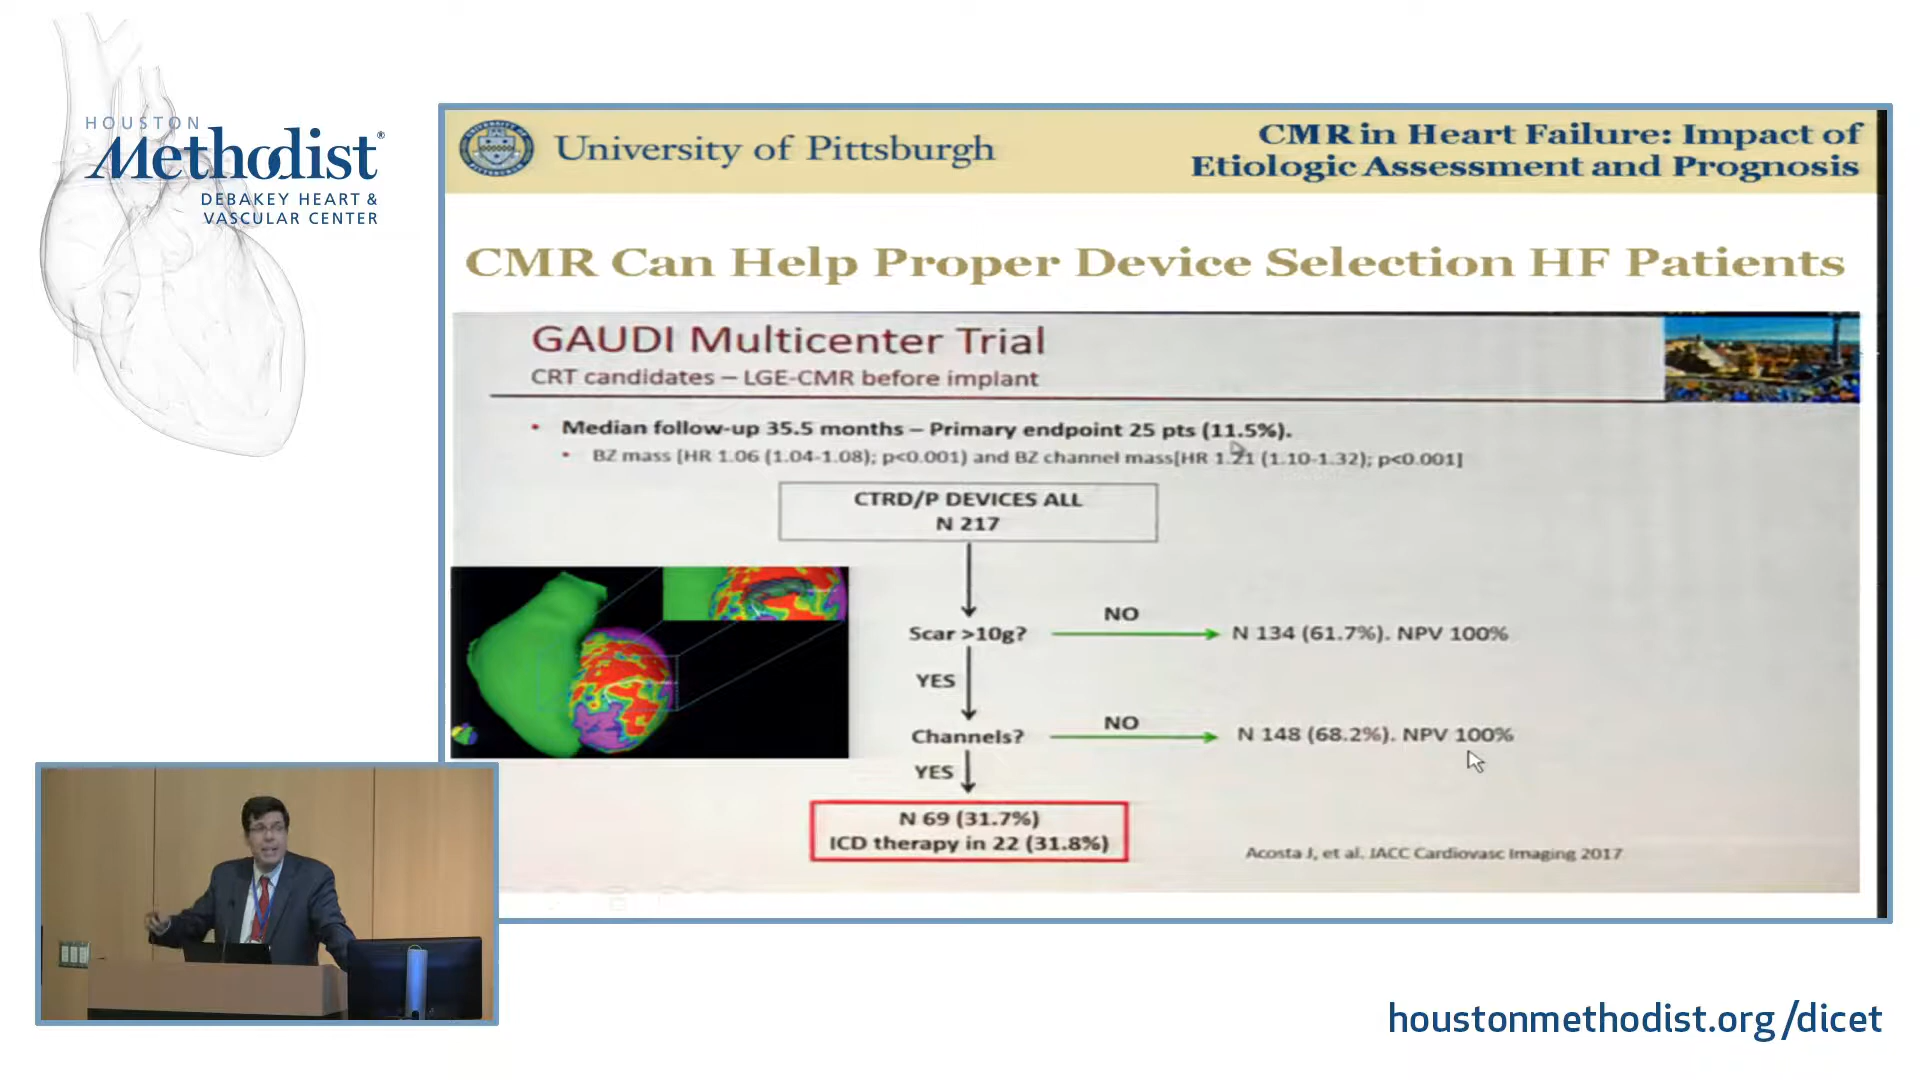 HOUSTON
Methodist®
DEBAKEY HEART &
VASCULAR CENTER
University of Pittsburgh
CMR in Heart Failure: Impact of
Etiologic Assessment and Prognosis
CMR Can Help Proper Device Selection HF Patients
GAUDI Multicenter Trial
CRT candidates – LGE-CMR before implant
• Median follow-up 35.5 months – Primary endpoint 25 pts (11.5%).
• BZ mass [HR 1.06 (1.04-1.08); p<0.001) and BZ channel mass[HR 1.21 (1.10-1.32); p<0.001]
CTRD/P DEVICES ALL
N 217
Scar >10g?
NO
N 134 (61.7%). NPV 100%
YES
Channels?
NO
N 148 (68.2%). NPV 100%
YES
N 69 (31.7%)
ICD therapy in 22 (31.8%)
Acosta J, et al. JACC Cardiovasc Imaging 2017
houstonmethodist.org/dicet